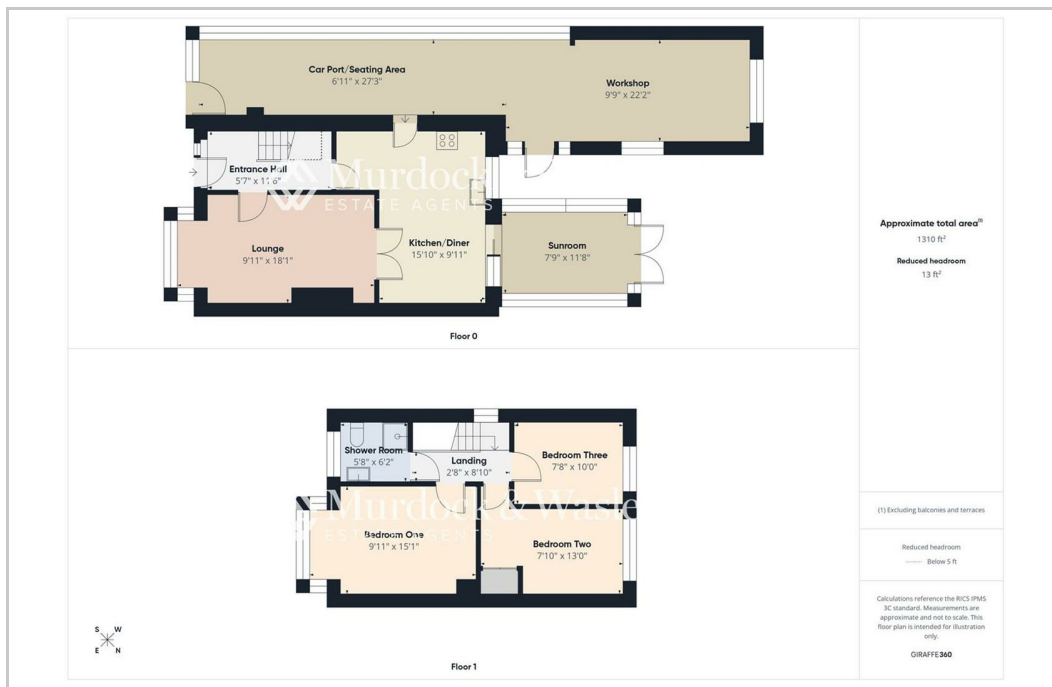 Car Port/Seating Area
6'11" x 27'3"
Workshop
9'9" x 22'2"
Entrance Hall
5'7" x 11'6"
Murdock
ESTATE AGENTS
Lounge
9'11" x 18'1"
Kitchen/Diner
15'10" x 9'11"
Sunroom
7'9" x 11'8"
Floor 0
Approximate total area(1)
1310 ft²
Reduced headroom
13 ft²
Shower Room
5'8" x 6'2"
Landing
2'8" x 8'10"
Bedroom Three
7'8" x 10'0"
Murdock & Wasle
ESTATE AGENTS
Bedroom One
9'11" x 15'1"
Bedroom Two
7'10" x 13'0"
S W
E N
Floor 1
(1) Excluding balconies and terraces
Reduced headroom
Below 5 ft
Calculations reference the RICS IPMS
3C standard. Measurements are
approximate and not to scale. This
floor plan is intended for illustration
only.
GIRAFFE360